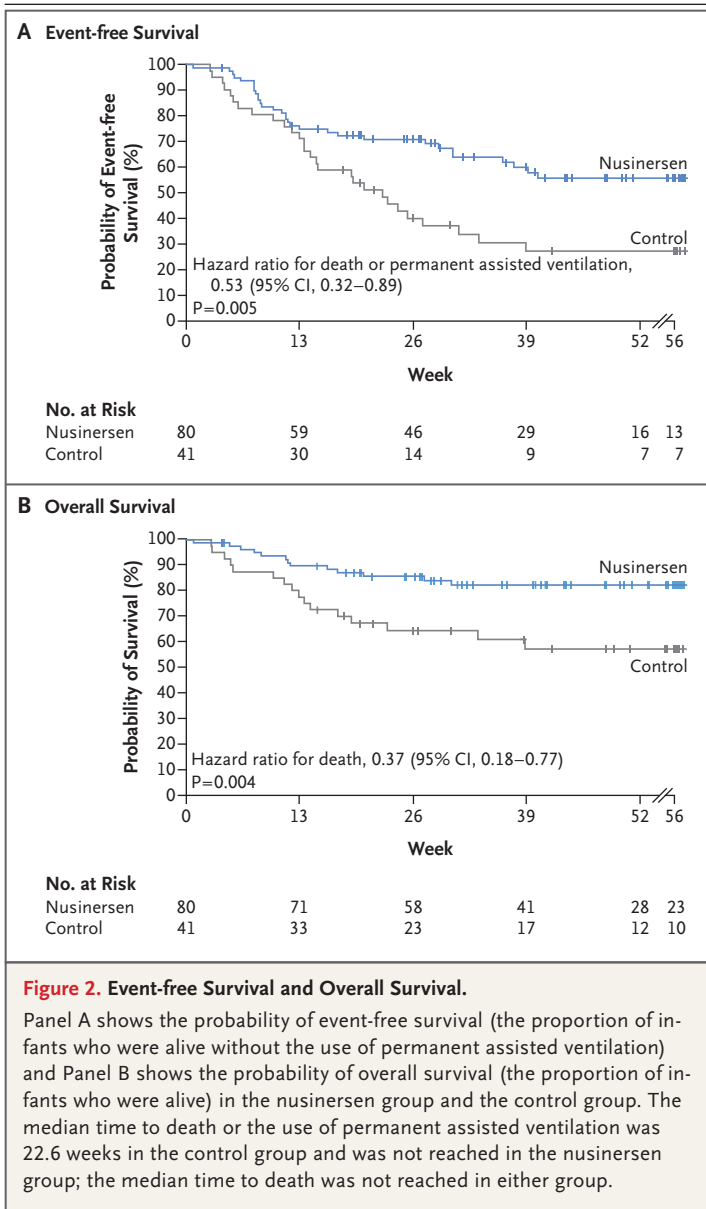 A Event-free Survival
100
90
80
70
60
50
40
30
20
10
0
Probability of Event-free
Survival (%)
Nusinersen
Control
Hazard ratio for death or permanent assisted ventilation,
0.53 (95% CI, 0.32–0.89)
P=0.005
0 13 26 39 52 56
Week
No. at Risk
Nusinersen 80 59 46 29 16 13
Control 41 30 14 9 7 7
B Overall Survival
100
90
80
70
60
50
40
30
20
10
0
Probability of Survival (%)
Nusinersen
Control
Hazard ratio for death, 0.37 (95% CI, 0.18–0.77)
P=0.004
0 13 26 39 52 56
Week
No. at Risk
Nusinersen 80 71 58 41 28 23
Control 41 33 23 17 12 10
Figure 2. Event-free Survival and Overall Survival.
Panel A shows the probability of event-free survival (the proportion of in-
fants who were alive without the use of permanent assisted ventilation)
and Panel B shows the probability of overall survival (the proportion of in-
fants who were alive) in the nusinersen group and the control group. The
median time to death or the use of permanent assisted ventilation was
22.6 weeks in the control group and was not reached in the nusinersen
group; the median time to death was not reached in either group.